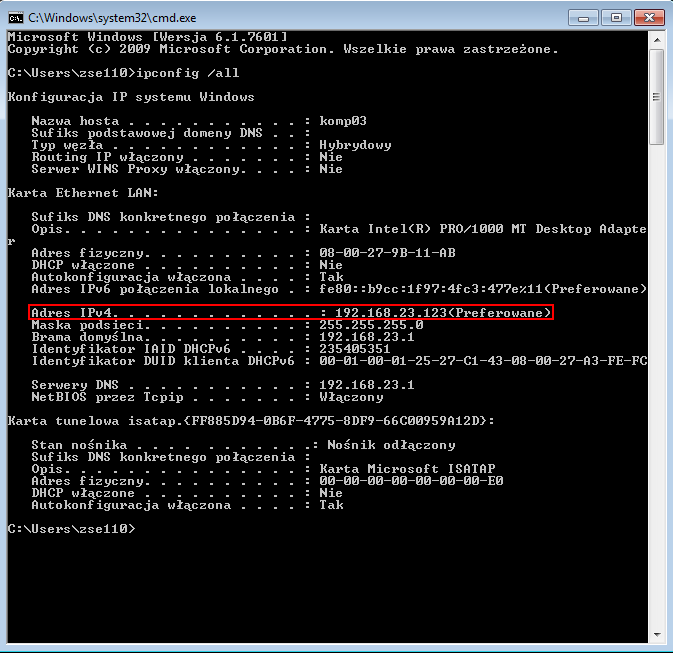 C:\Windows\system32\cmd.exe
Microsoft Windows [Wersja 6.1.7601]
Copyright (c) 2009 Microsoft Corporation. Wszelkie prawa zastrzeżone.
C:\Users\zse110>ipconfig /all
Konfiguracja IP systemu Windows
Nazwa hosta . . . . . . . . . . . : komp03
Sufiks podstawowej domeny DNS . . :
Typ węzła . . . . . . . . . . . . : Hybrydowy
Routing IP włączony . . . . . . . : Nie
Serwer WINS Proxy włączony. . . . : Nie
Karta Ethernet LAN:
Sufiks DNS konkretnego połączenia :
Opis. . . . . . . . . . . . . . . : Karta Intel(R) PRO/1000 MT Desktop Adapte
r
Adres fizyczny. . . . . . . . . . : 08-00-27-9B-11-AB
DHCP włączone . . . . . . . . . . : Nie
Autokonfiguracja włączona . . . . : Tak
Adres IPv6 połączenia lokalnego . : fe80::b9cc:1f97:4fc3:477e%11(Preferowane)
Adres IPv4. . . . . . . . . . . . . : 192.168.23.123(Preferowane)
Maska podsieci. . . . . . . . . . : 255.255.255.0
Brama domyślna. . . . . . . . . . : 192.168.23.1
Identyfikator IAID DHCPv6 . . . . : 235405351
Identyfikator DUID klienta DHCPv6 : 00-01-00-01-25-27-C1-43-08-00-27-A3-FE-FC
Serwery DNS . . . . . . . . . . . : 192.168.23.1
NetBIOS przez Tcpip . . . . . . . : Włączony
Karta tunelowa isatap.{FF885D94-0B6F-4775-8DF9-66C00959A12D}:
Stan nośnika . . . . . . . . . . .: Nośnik odłączony
Sufiks DNS konkretnego połączenia :
Opis. . . . . . . . . . . . . . . : Karta Microsoft ISATAP
Adres fizyczny. . . . . . . . . . : 00-00-00-00-00-00-00-E0
DHCP włączone . . . . . . . . . . : Nie
Autokonfiguracja włączona . . . . : Tak
C:\Users\zse110>